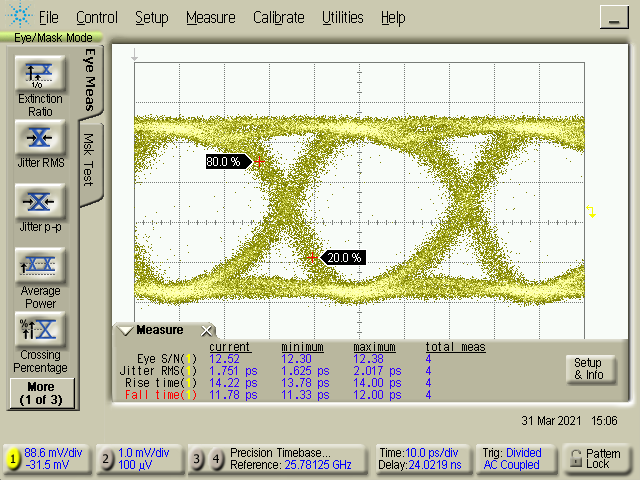 File Control Setup Measure Calibrate Utilities Help
Eye/Mask Mode
Eye Meas
Msk Test
1/0
Extinction
Ratio
Jitter RMS
Jitter p-p
Average
Power
%
Crossing
Percentage
More
(1 of 3)
80.0 %
20.0 %
Measure
current minimum maximum total meas
Eye S/N(1) 12.52 12.30 12.38 4
Jitter RMS(1) 1.751 ps 1.625 ps 2.017 ps 4
Rise time(1) 14.22 ps 13.78 ps 14.00 ps 4
Fall time(1) 11.78 ps 11.33 ps 12.00 ps 4
Setup
& Info
31 Mar 2021 15:06
1 88.6 mV/div
-31.5 mV
2 1.0 mV/div
100 µV
3 4 Precision Timebase...
Reference: 25.78125 GHz
Time:10.0 ps/div
Delay:24.0219 ns
Trig: Divided
AC Coupled
Pattern
Lock